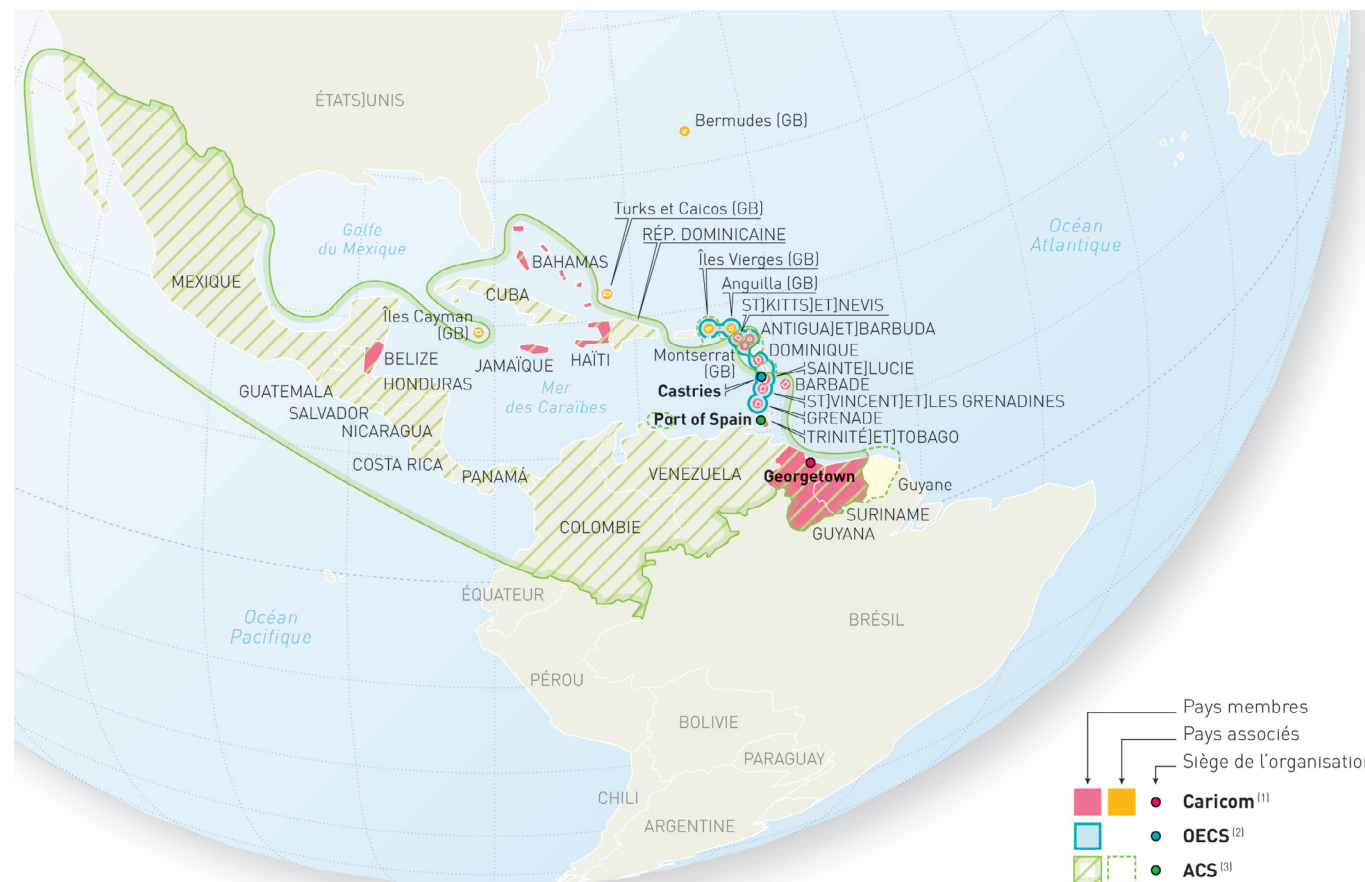 ÉTATS]UNIS
Bermudes (GB)
Turks et Caicos (GB)
RÉP. DOMINICAINE
Golfe
du Mexique
Océan
Atlantique
BAHAMAS
Îles Vierges (GB)
MEXIQUE
Anguilla (GB)
CUBA
ST]KITTS]ET]NEVIS
Îles Cayman
(GB)
ANTIGUA]ET]BARBUDA
BELIZE
JAMAÏQUE
HAÏTI
Montserrat
(GB)
DOMINIQUE
SAINTE]LUCIE
HONDURAS
Mer
des Caraïbes
Castries
BARBADE
GUATEMALA
ST]VINCENT]ET]LES GRENADINES
SALVADOR
Port of Spain
GRENADE
NICARAGUA
TRINITÉ]ET]TOBAGO
COSTA RICA
PANAMÁ
VENEZUELA
Georgetown
Guyane
SURINAME
COLOMBIE
GUYANA
ÉQUATEUR
Océan
Pacifique
BRÉSIL
PÉROU
BOLIVIE
PARAGUAY
CHILI
ARGENTINE
Pays membres
Pays associés
Siège de l'organisation
Caricom (1)
OECS (2)
ACS (3)